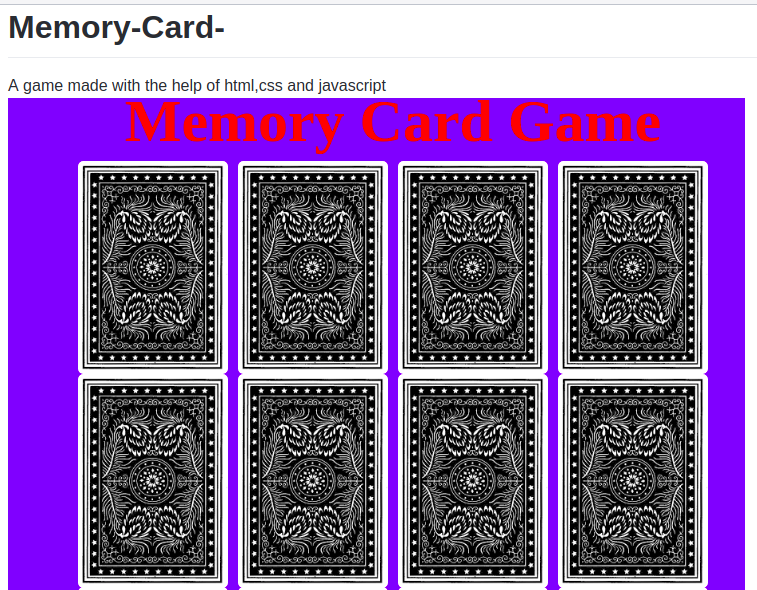 Memory-Card-
A game made with the help of html,css and javascript
Memory Card Game